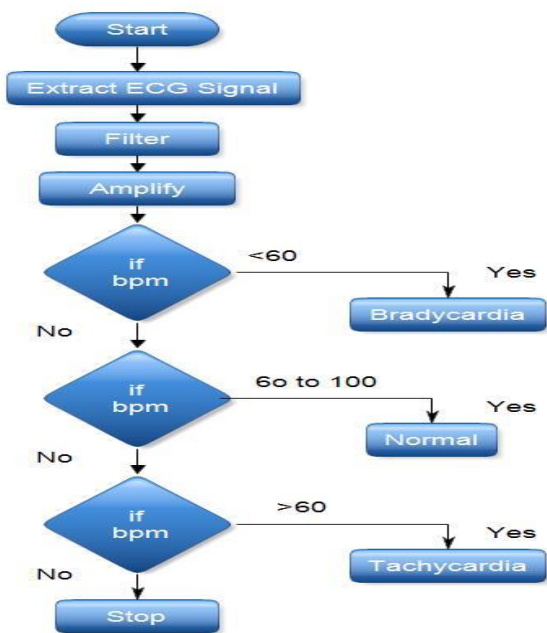 Start
Extract ECG Signal
Filter
Amplify
if
bpm
<60
Yes
Bradycardia
No
if
bpm
6o to 100
Yes
Normal
No
if
bpm
>60
Yes
Tachycardia
No
Stop